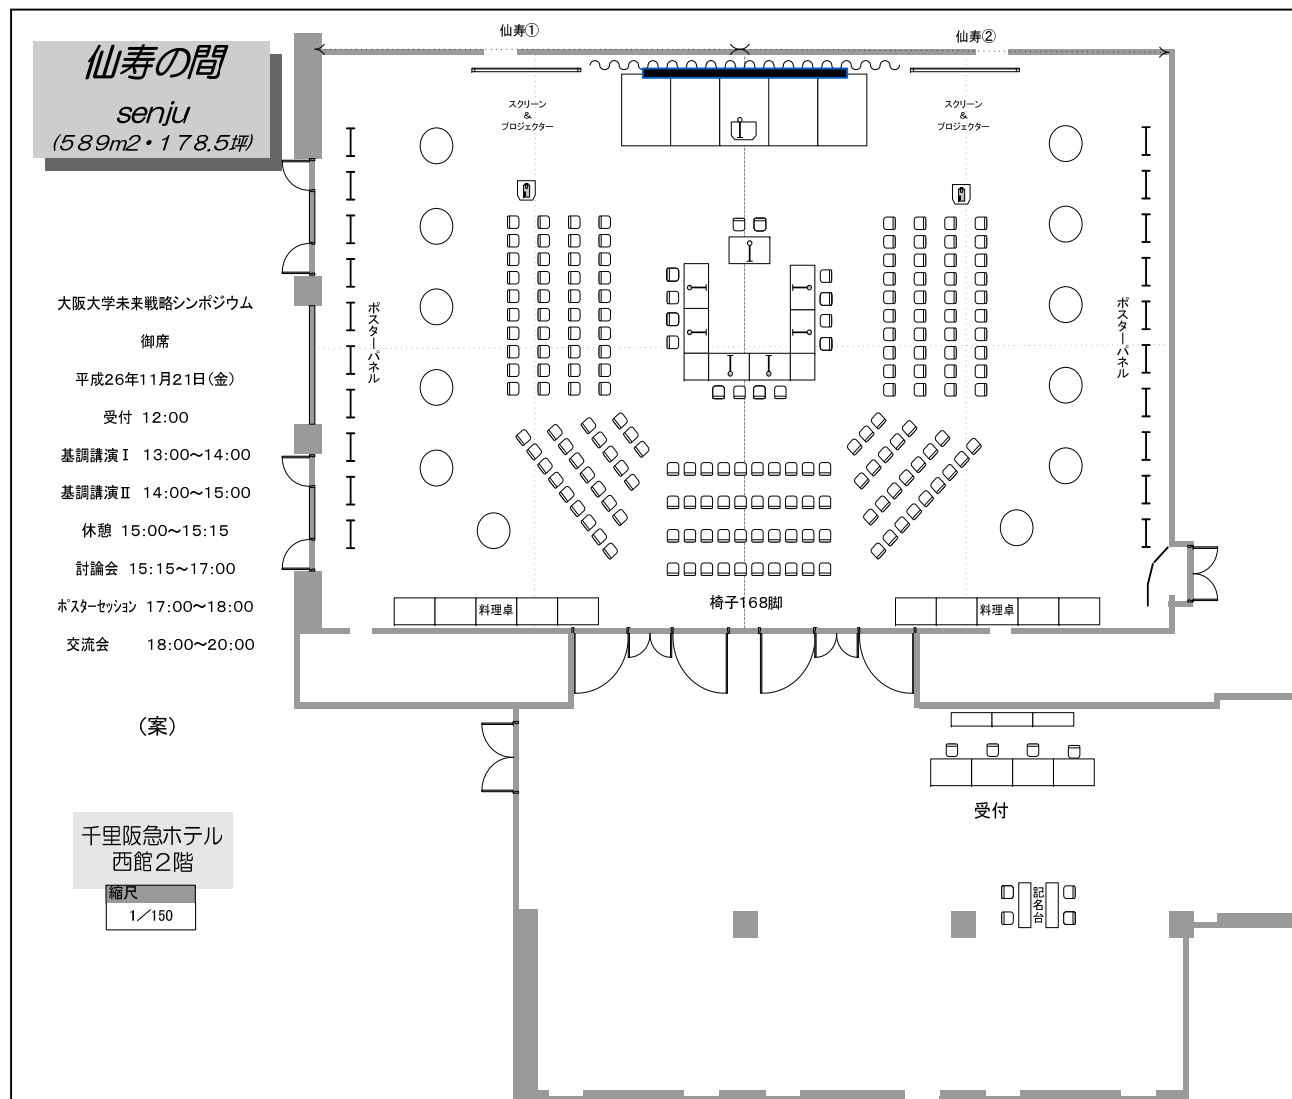 仙寿の間
senju
(589m2・178.5坪)
仙寿①
仙寿②
スクリーン
&
プロジェクター
スクリーン
&
プロジェクター
ポスターパネル
ポスターパネル
大阪大学未来戦略シンポジウム
御席
平成26年11月21日(金)
受付 12:00
基調講演Ⅰ 13:00～14:00
基調講演Ⅱ 14:00～15:00
休憩 15:00～15:15
討論会 15:15～17:00
ﾎﾟｽﾀｰｾｯｼｮﾝ 17:00～18:00
交流会 18:00～20:00
料理卓
椅子168脚
料理卓
(案)
受付
千里阪急ホテル
西館2階
縮尺
1／150
記名台